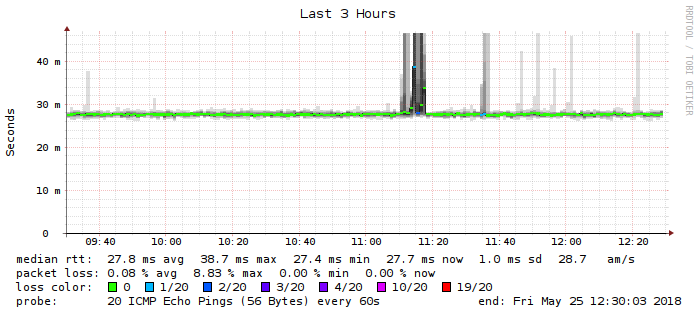 Last 3 Hours
RRDTOOL / TOBI OETIKER
Seconds
40 m
30 m
20 m
10 m
0
09:40 10:00 10:20 10:40 11:00 11:20 11:40 12:00 12:20
median rtt: 27.8 ms avg 38.7 ms max 27.4 ms min 27.7 ms now 1.0 ms sd 28.7 am/s
packet loss: 0.08 % avg 8.83 % max 0.00 % min 0.00 % now
loss color: 0 1/20 2/20 3/20 4/20 10/20 19/20
probe: 20 ICMP Echo Pings (56 Bytes) every 60s end: Fri May 25 12:30:03 2018